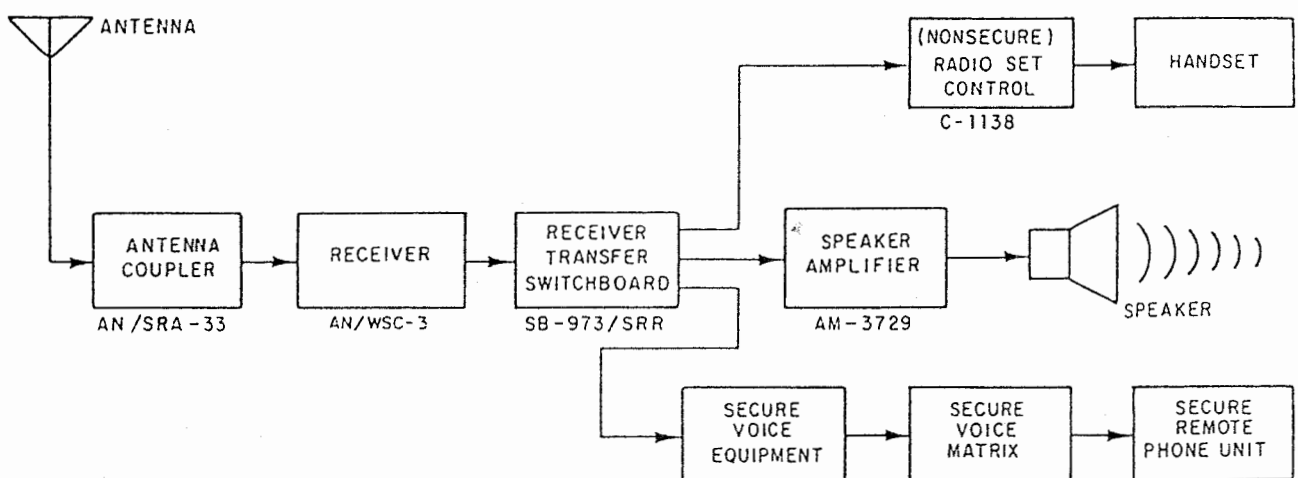 ANTENNA
(NONSECURE)
RADIO SET
CONTROL
C-1138
HANDSET
ANTENNA
COUPLER
AN/SRA-33
RECEIVER
AN/WSC-3
RECEIVER
TRANSFER
SWITCHBOARD
SB-973/SRR
SPEAKER
AMPLIFIER
AM-3729
SPEAKER
SECURE
VOICE
EQUIPMENT
SECURE
VOICE
MATRIX
SECURE
REMOTE
PHONE UNIT